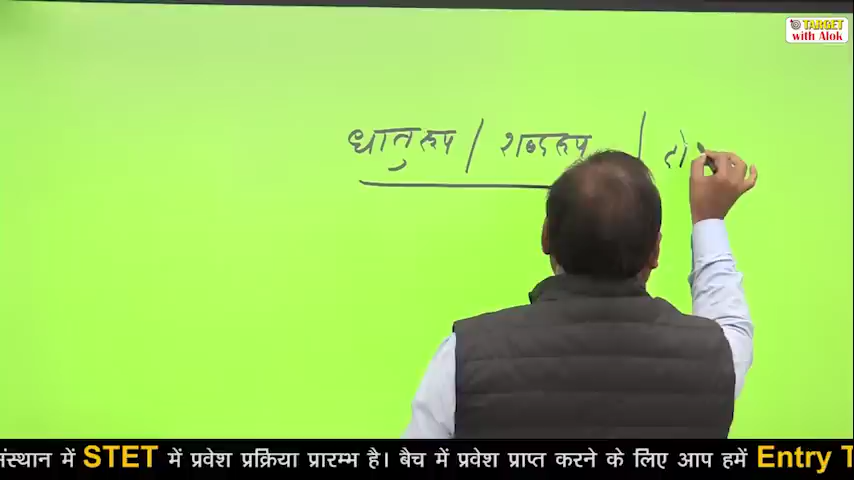 TARGET
with Alok
धातुरूप / शब्दरूप /
संस्थान में STET में प्रवेश प्रक्रिया प्रारम्भ है। बैच में प्रवेश प्राप्त करने के लिए आप हमें Entry T